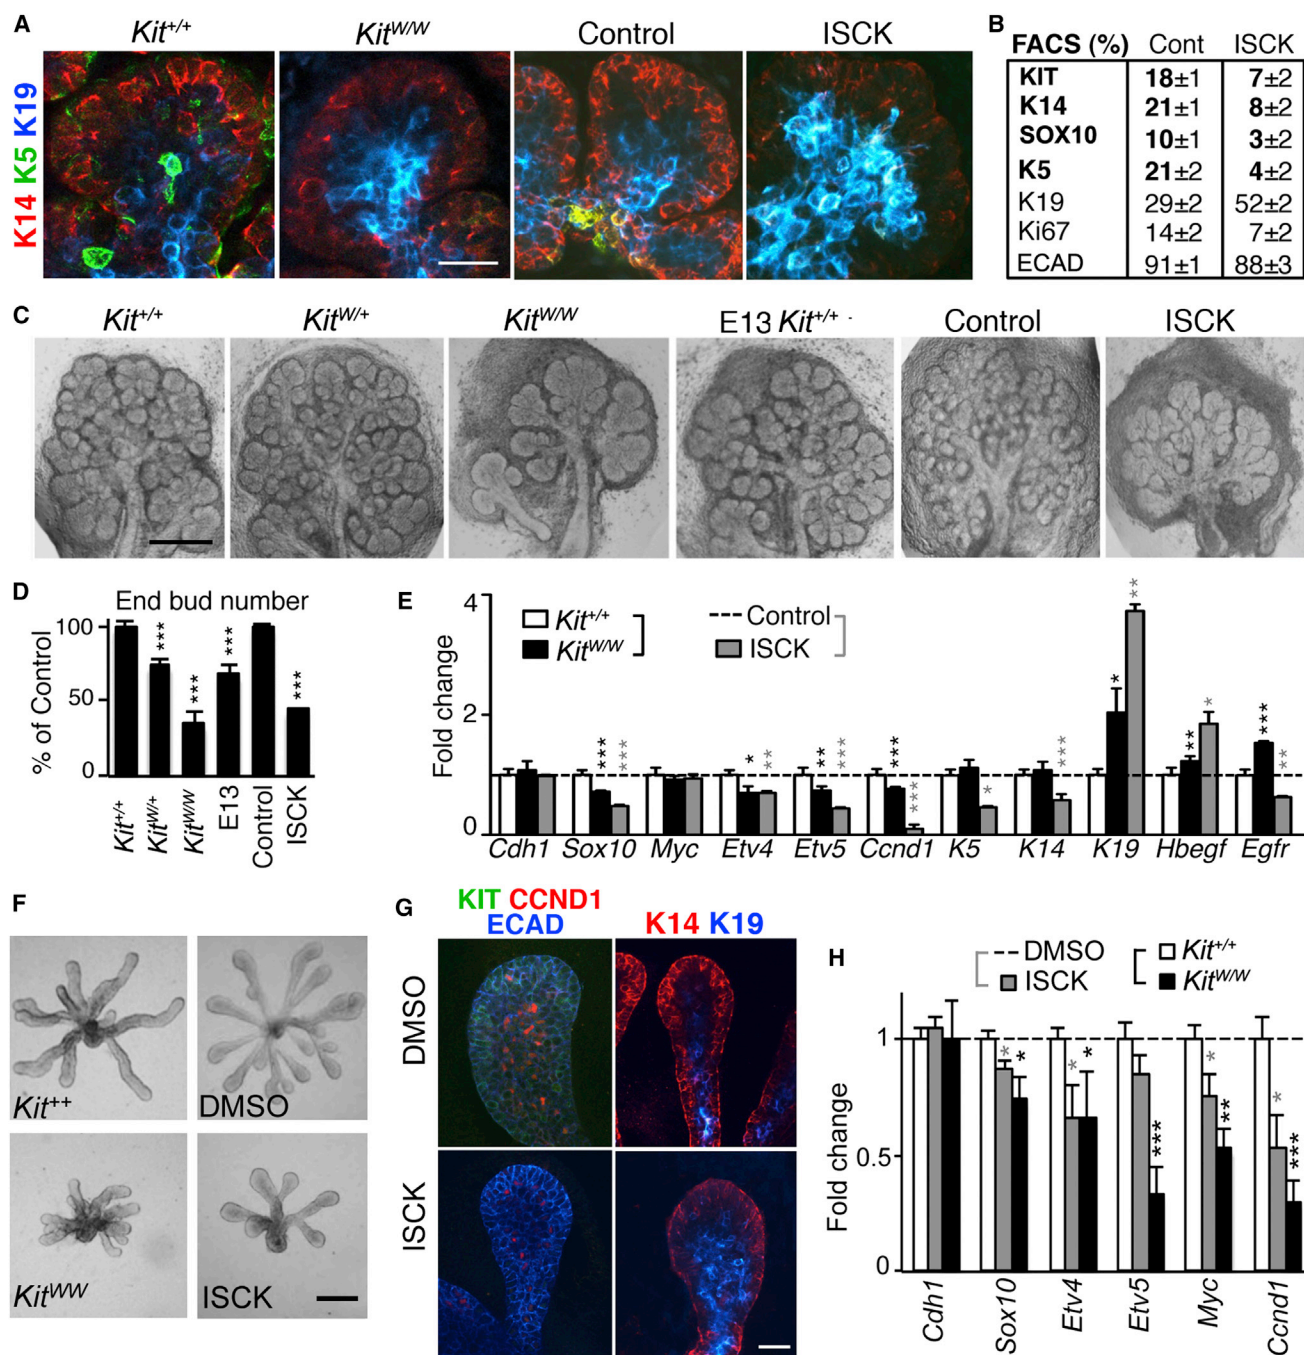 A
Kit+/+
KitW/W
Control
ISCK
K14 K5 K19
B
FACS (%) Cont ISCK
KIT 18±1 7±2
K14 21±1 8±2
SOX10 10±1 3±2
K5 21±2 4±2
K19 29±2 52±2
Ki67 14±2 7±2
ECAD 91±1 88±3
C
Kit+/+
KitW/+
KitW/W
E13 Kit+/+ -
Control
ISCK
D
End bud number
% of Control
100
50
0
***
***
***
***
Kit+/+
KitW/+
KitW/W
E13
Control
ISCK
E
Fold change
4
2
0
Kit+/+
KitW/W
Control
ISCK
*** *** * ** ** *** *** *** * *** * ** ** * *** **
Cdh1 Sox10 Myc Etv4 Etv5 Ccnd1 K5 K14 K19 Hbegf Egfr
F
Kit++
DMSO
KitWW
ISCK
G
KIT CCND1
ECAD
K14 K19
DMSO
ISCK
H
DMSO
ISCK
Kit+/+
KitW/W
Fold change
1
0.5
0
* * * * *** * ** * ***
Cdh1
Sox10
Etv4
Etv5
Myc
Ccnd1